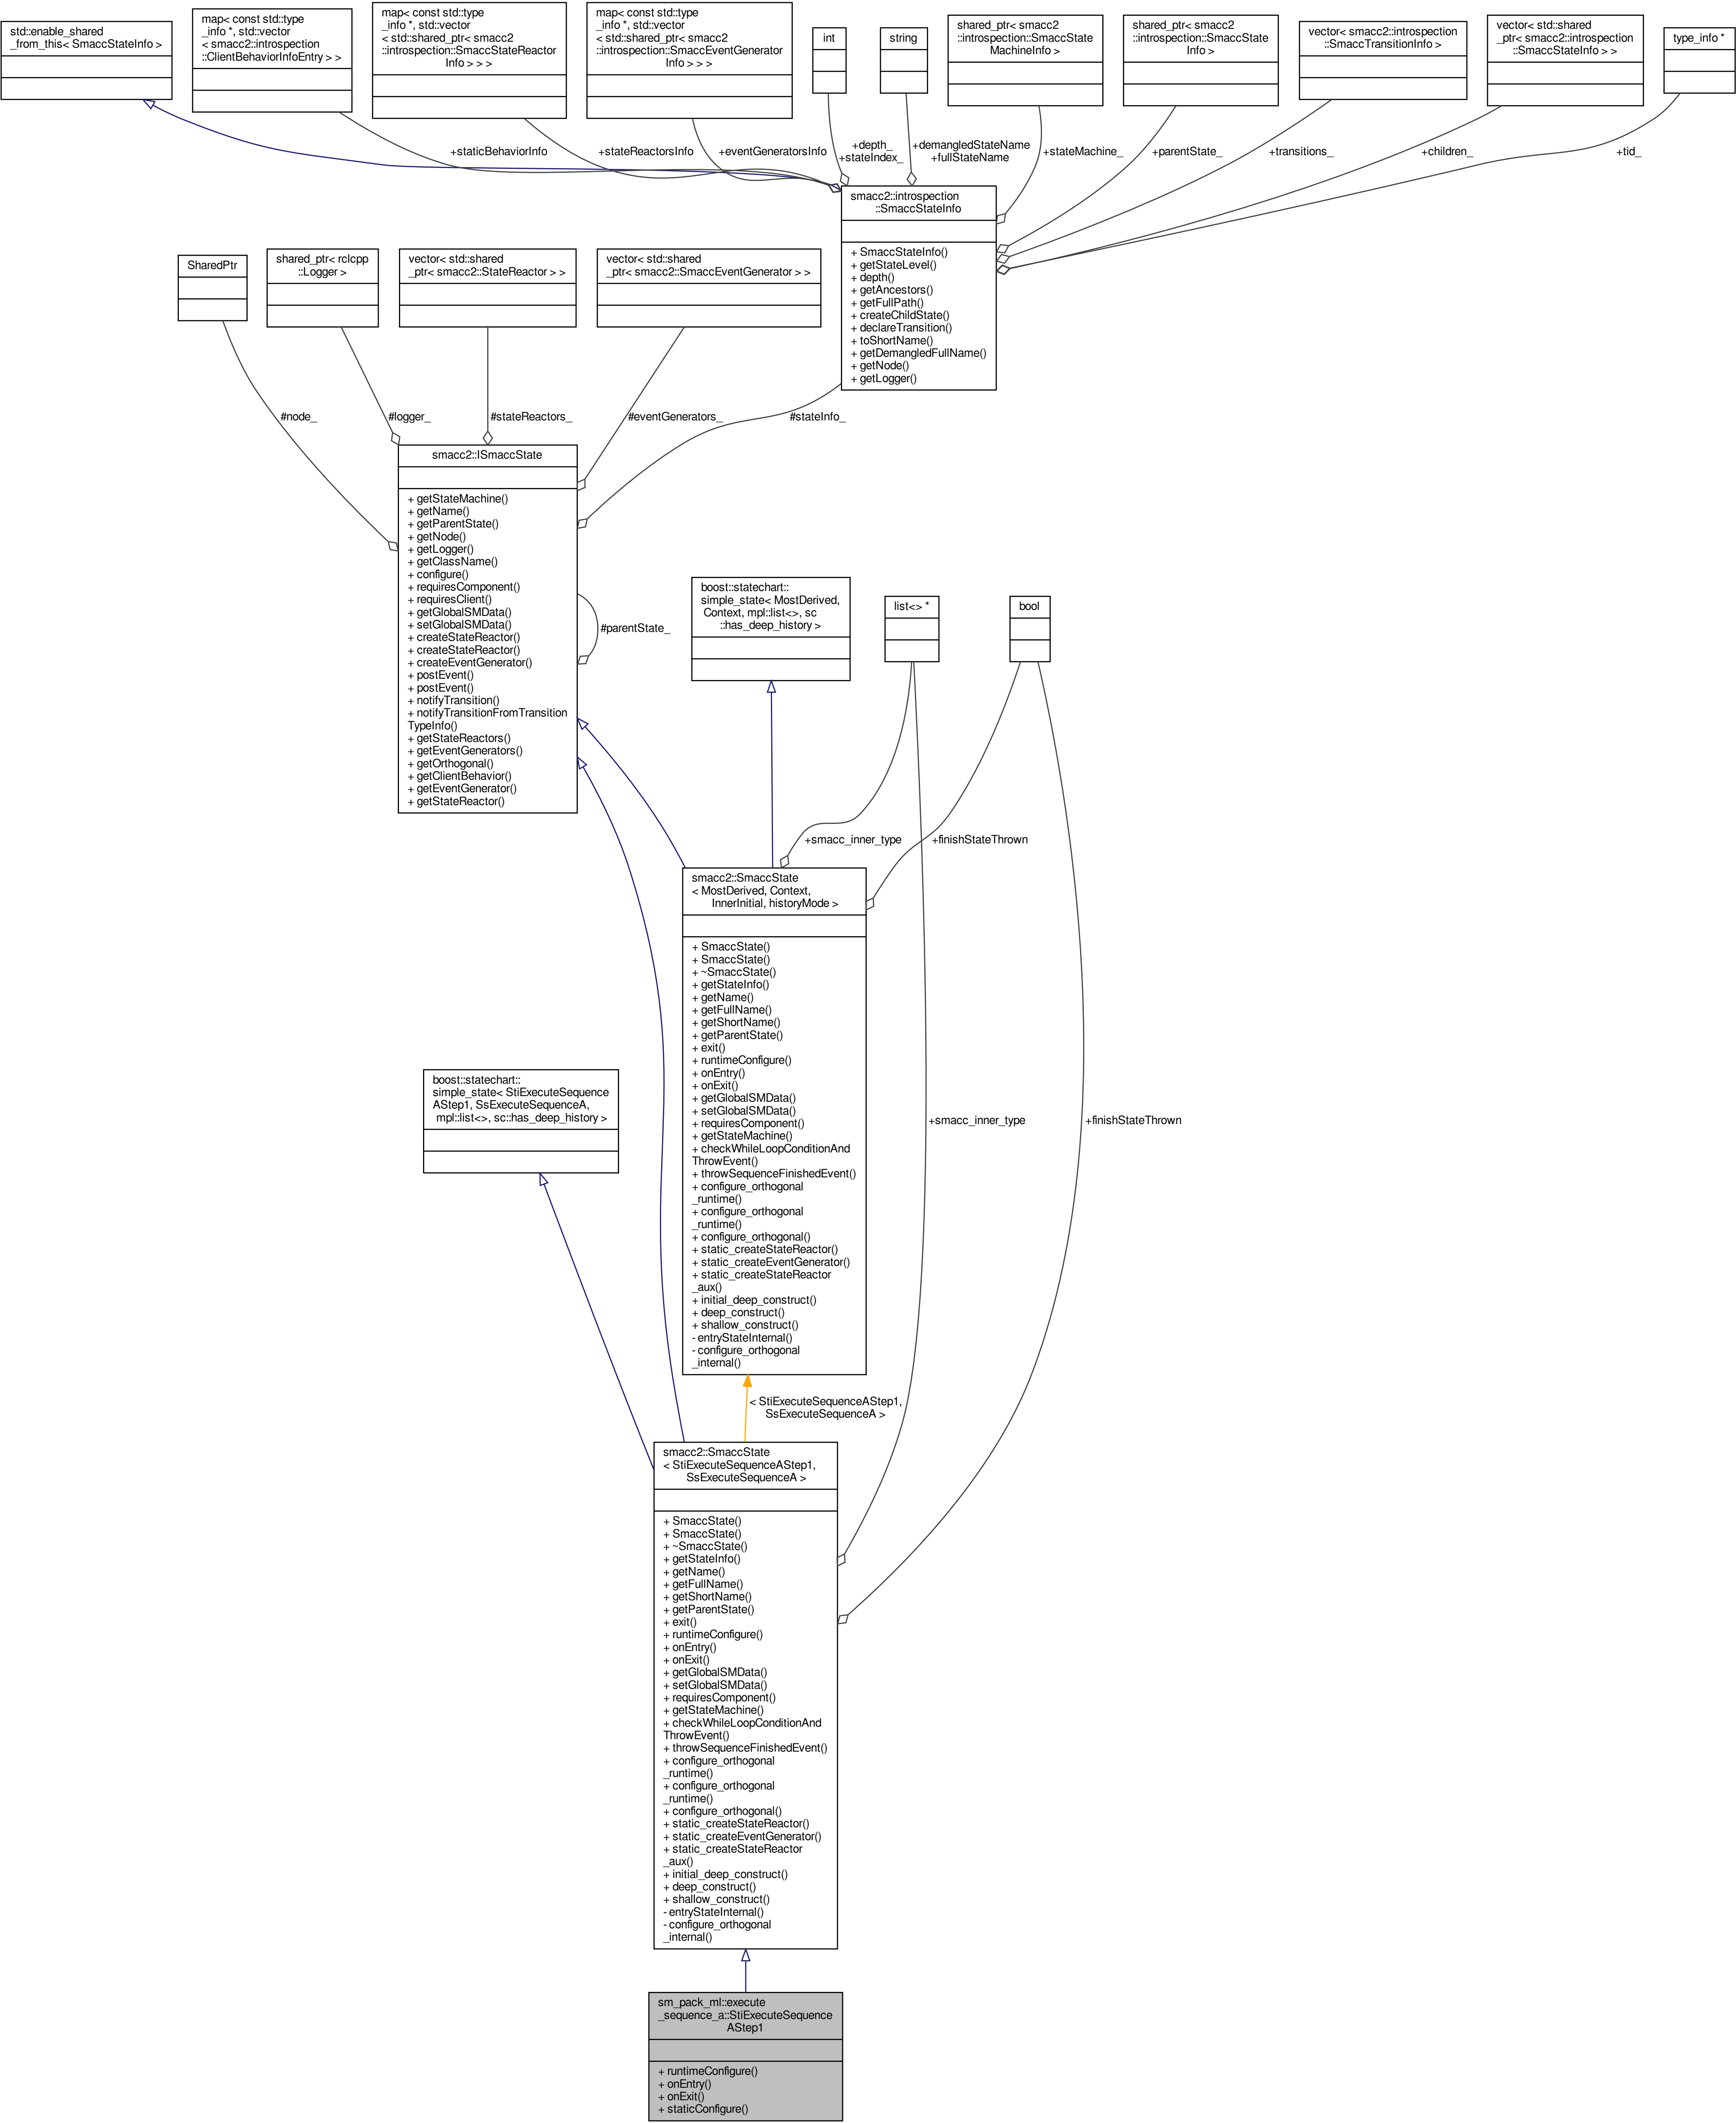 std::enable_shared
_from_this< SmaccStateInfo >
map< const std::type
_info *, std::vector
< smacc2::introspection
::ClientBehaviorInfoEntry > >
map< const std::type
_info *, std::vector
< std::shared_ptr< smacc2
::introspection::SmaccStateReactor
Info > > >
map< const std::type
_info *, std::vector
< std::shared_ptr< smacc2
::introspection::SmaccEventGenerator
Info > > >
int
string
shared_ptr< smacc2
::introspection::SmaccState
MachineInfo >
shared_ptr< smacc2
::introspection::SmaccState
Info >
vector< smacc2::introspection
::SmaccTransitionInfo >
vector< std::shared
_ptr< smacc2::introspection
::SmaccStateInfo > >
type_info *
+staticBehaviorInfo
+stateReactorsInfo
+eventGeneratorsInfo
+depth_
+stateIndex_
+demangledStateName
+fullStateName
+stateMachine_
+parentState_
+transitions_
+children_
+tid_
smacc2::introspection
::SmaccStateInfo
+ SmaccStateInfo()
+ getStateLevel()
+ depth()
+ getAncestors()
+ getFullPath()
+ createChildState()
+ declareTransition()
+ toShortName()
+ getDemangledFullName()
+ getNode()
+ getLogger()
SharedPtr
shared_ptr< rclcpp
::Logger >
vector< std::shared
_ptr< smacc2::StateReactor > >
vector< std::shared
_ptr< smacc2::SmaccEventGenerator > >
#node_
#logger_
#stateReactors_
#eventGenerators_
#stateInfo_
smacc2::ISmaccState
+ getStateMachine()
+ getName()
+ getParentState()
+ getNode()
+ getLogger()
+ getClassName()
+ configure()
+ requiresComponent()
+ requiresClient()
+ getGlobalSMData()
+ setGlobalSMData()
+ createStateReactor()
+ createStateReactor()
+ createEventGenerator()
+ postEvent()
+ postEvent()
+ notifyTransition()
+ notifyTransitionFromTransition
TypeInfo()
+ getStateReactors()
+ getEventGenerators()
+ getOrthogonal()
+ getClientBehavior()
+ getEventGenerator()
+ getStateReactor()
#parentState_
boost::statechart::
simple_state< MostDerived,
Context, mpl::list<>, sc
::has_deep_history >
list<> *
bool
+smacc_inner_type
+finishStateThrown
smacc2::SmaccState
< MostDerived, Context,
InnerInitial, historyMode >
+ SmaccState()
+ SmaccState()
+ ~SmaccState()
+ getStateInfo()
+ getName()
+ getFullName()
+ getShortName()
+ getParentState()
+ exit()
+ runtimeConfigure()
+ onEntry()
+ onExit()
+ getGlobalSMData()
+ setGlobalSMData()
+ requiresComponent()
+ getStateMachine()
+ checkWhileLoopConditionAnd
ThrowEvent()
+ throwSequenceFinishedEvent()
+ configure_orthogonal
_runtime()
+ configure_orthogonal
_runtime()
+ configure_orthogonal()
+ static_createStateReactor()
+ static_createEventGenerator()
+ static_createStateReactor
_aux()
+ initial_deep_construct()
+ deep_construct()
+ shallow_construct()
- entryStateInternal()
- configure_orthogonal
_internal()
boost::statechart::
simple_state< StiExecuteSequence
AStep1, SsExecuteSequenceA,
mpl::list<>, sc::has_deep_history >
+smacc_inner_type
+finishStateThrown
< StiExecuteSequenceAStep1,
SsExecuteSequenceA >
smacc2::SmaccState
< StiExecuteSequenceAStep1,
SsExecuteSequenceA >
+ SmaccState()
+ SmaccState()
+ ~SmaccState()
+ getStateInfo()
+ getName()
+ getFullName()
+ getShortName()
+ getParentState()
+ exit()
+ runtimeConfigure()
+ onEntry()
+ onExit()
+ getGlobalSMData()
+ setGlobalSMData()
+ requiresComponent()
+ getStateMachine()
+ checkWhileLoopConditionAnd
ThrowEvent()
+ throwSequenceFinishedEvent()
+ configure_orthogonal
_runtime()
+ configure_orthogonal
_runtime()
+ configure_orthogonal()
+ static_createStateReactor()
+ static_createEventGenerator()
+ static_createStateReactor
_aux()
+ initial_deep_construct()
+ deep_construct()
+ shallow_construct()
- entryStateInternal()
- configure_orthogonal
_internal()
sm_pack_ml::execute
_sequence_a::StiExecuteSequence
AStep1
+ runtimeConfigure()
+ onEntry()
+ onExit()
+ staticConfigure()